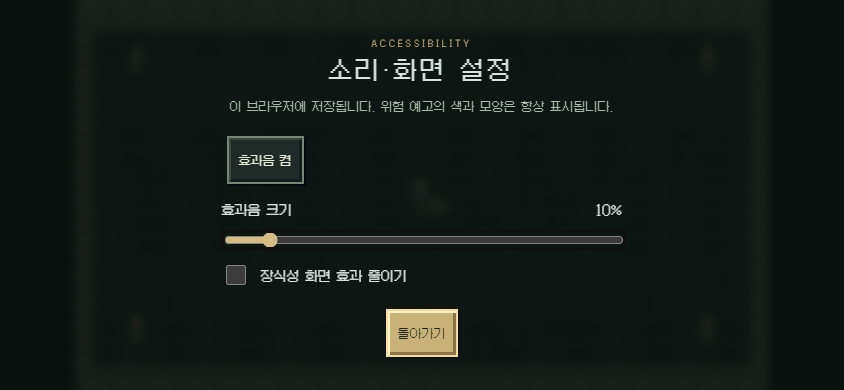 ACCESSIBILITY
소리·화면 설정
이 브라우저에 저장됩니다. 위험 예고의 색과 모양은 항상 표시됩니다.
효과음 켬
효과음 크기 10%
장식성 화면 효과 줄이기
돌아가기